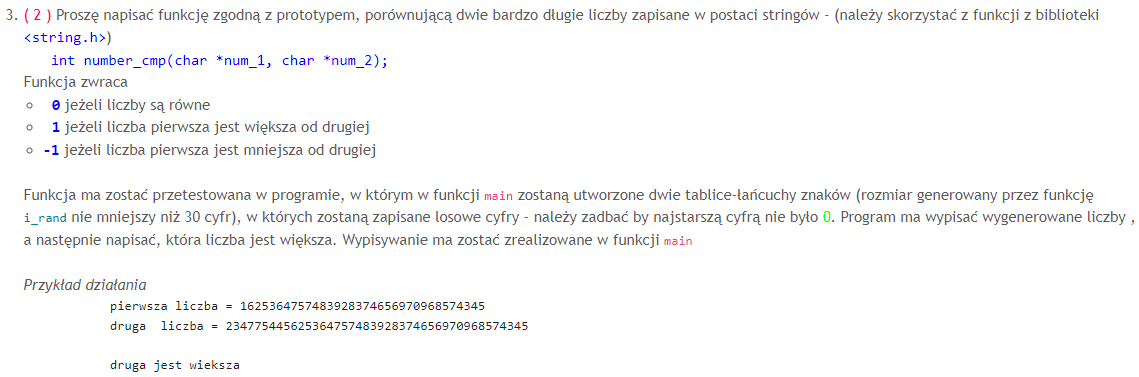 3. ( 2 ) Proszę napisać funkcję zgodną z prototypem, porównującą dwie bardzo długie liczby zapisane w postaci stringów - (należy skorzystać z funkcji z biblioteki
<string.h>)
int number_cmp(char *num_1, char *num_2);
Funkcja zwraca
0 jeżeli liczby są równe
1 jeżeli liczba pierwsza jest większa od drugiej
-1 jeżeli liczba pierwsza jest mniejsza od drugiej
Funkcja ma zostać przetestowana w programie, w którym w funkcji main zostaną utworzone dwie tablice-łańcuchy znaków (rozmiar generowany przez funkcję
i_rand nie mniejszy niż 30 cyfr), w których zostaną zapisane losowe cyfry - należy zadbać by najstarszą cyfrą nie było 0. Program ma wypisać wygenerowane liczby ,
a następnie napisać, która liczba jest większa. Wypisywanie ma zostać zrealizowane w funkcji main
Przykład działania
pierwsza liczba = 1625364757483928374656970968574345
druga  liczba = 234775445625364757483928374656970968574345
druga jest wieksza